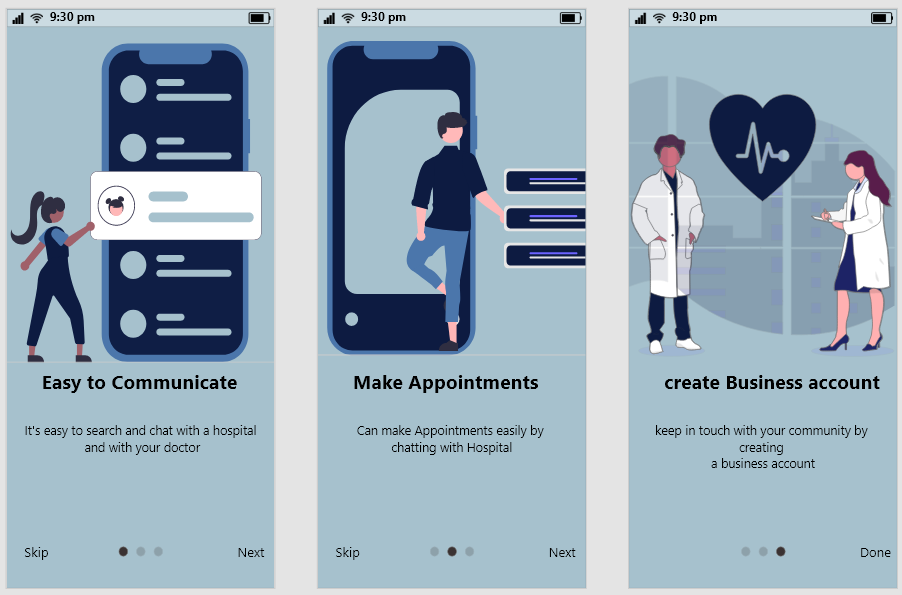 9:30 pm
Easy to Communicate
It's easy to search and chat with a hospital
and with your doctor
Skip
Next
9:30 pm
Make Appointments
Can make Appointments easily by
chatting with Hospital
Skip
Next
9:30 pm
create Business account
keep in touch with your community by
creating
a business account
Done